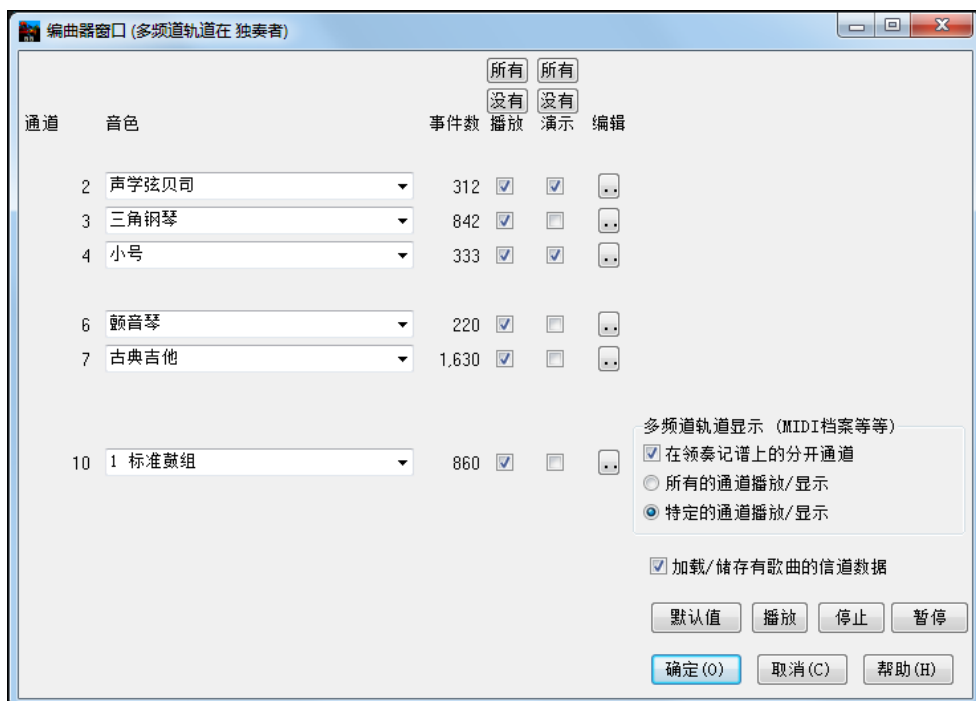 编曲器窗口 (多频道轨道在 独奏者)
所有 所有
没有 没有
通道 音色 事件数 播放 演示 编辑
2 声学弦贝司 312 ..
3 三角钢琴 842 ..
4 小号 333 ..
6 颤音琴 220 ..
7 古典吉他 1,630 ..
多频道轨道显示 (MIDI档案等等)
在领奏记谱上的分开通道
10 1 标准鼓组 860 ..
所有的通道播放/显示
特定的通道播放/显示
加载/储存有歌曲的信道数据
默认值 播放 停止 暂停
确定(O) 取消(C) 帮助(H)